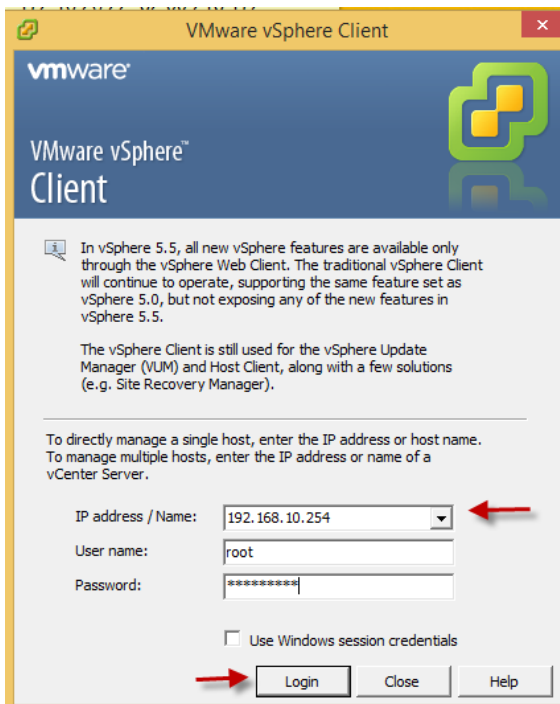 VMware vSphere Client
vmware
VMware vSphere™
Client
In vSphere 5.5, all new vSphere features are available only
through the vSphere Web Client. The traditional vSphere Client
will continue to operate, supporting the same feature set as
vSphere 5.0, but not exposing any of the new features in
vSphere 5.5.
The vSphere Client is still used for the vSphere Update
Manager (VUM) and Host Client, along with a few solutions
(e.g. Site Recovery Manager).
To directly manage a single host, enter the IP address or host name.
To manage multiple hosts, enter the IP address or name of a
vCenter Server.
IP address / Name: 192.168.10.254
User name: root
Password: *********
Use Windows session credentials
Login Close Help